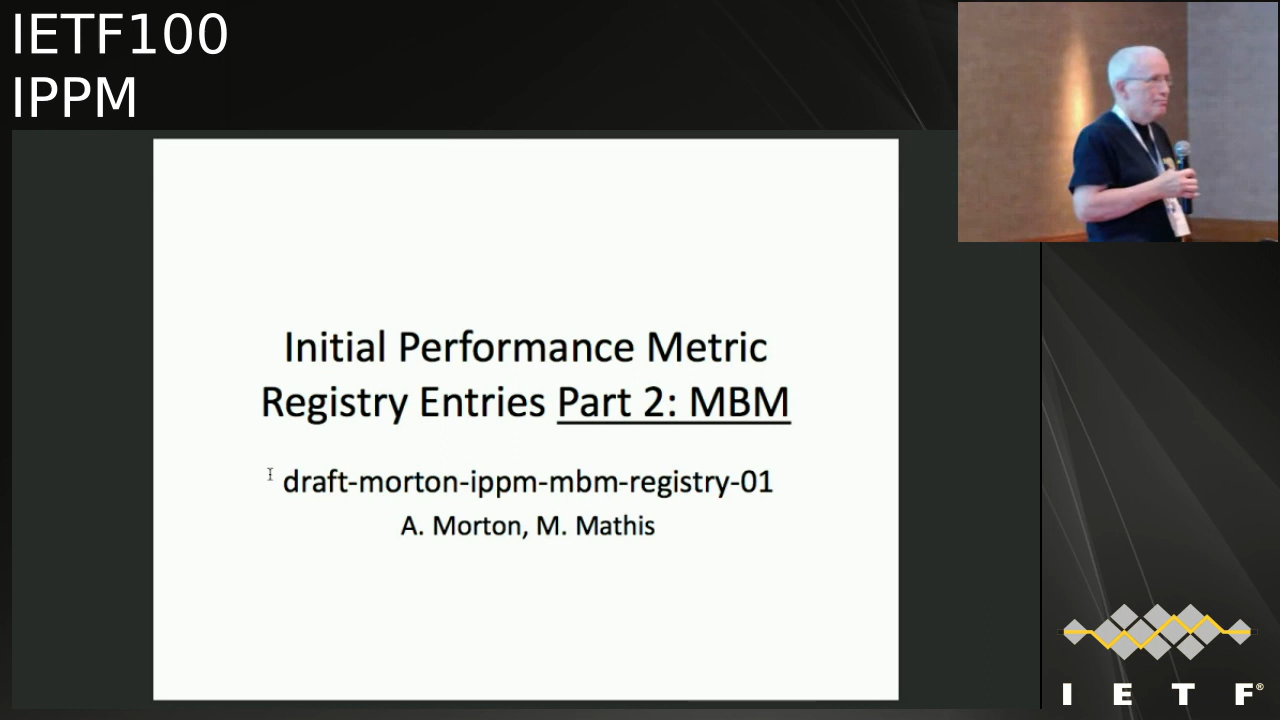 IETF100
IPPM
Initial Performance Metric
Registry Entries Part 2: MBM
draft-morton-ippm-mbm-registry-01
A. Morton, M. Mathis
I E T F®